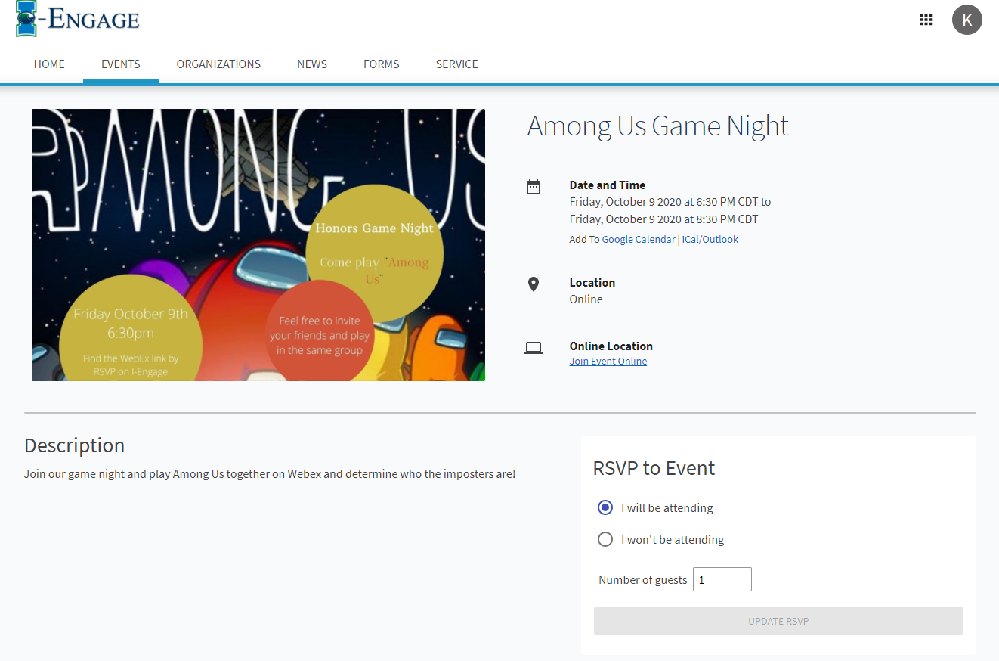 I-ENGAGE
K
HOME EVENTS ORGANIZATIONS NEWS FORMS SERVICE
AMONG US
Honors Game Night
Come play "Among
Us"
Friday October 9th
6:30pm
Find the WebEx link by
RSVP on I-Engage
Feel free to invite
your friends and play
in the same group
Among Us Game Night
Date and Time
Friday, October 9 2020 at 6:30 PM CDT to
Friday, October 9 2020 at 8:30 PM CDT
Add To Google Calendar | iCal/Outlook
Location
Online
Online Location
Join Event Online
Description
Join our game night and play Among Us together on Webex and determine who the imposters are!
RSVP to Event
I will be attending
I won't be attending
Number of guests 1
UPDATE RSVP